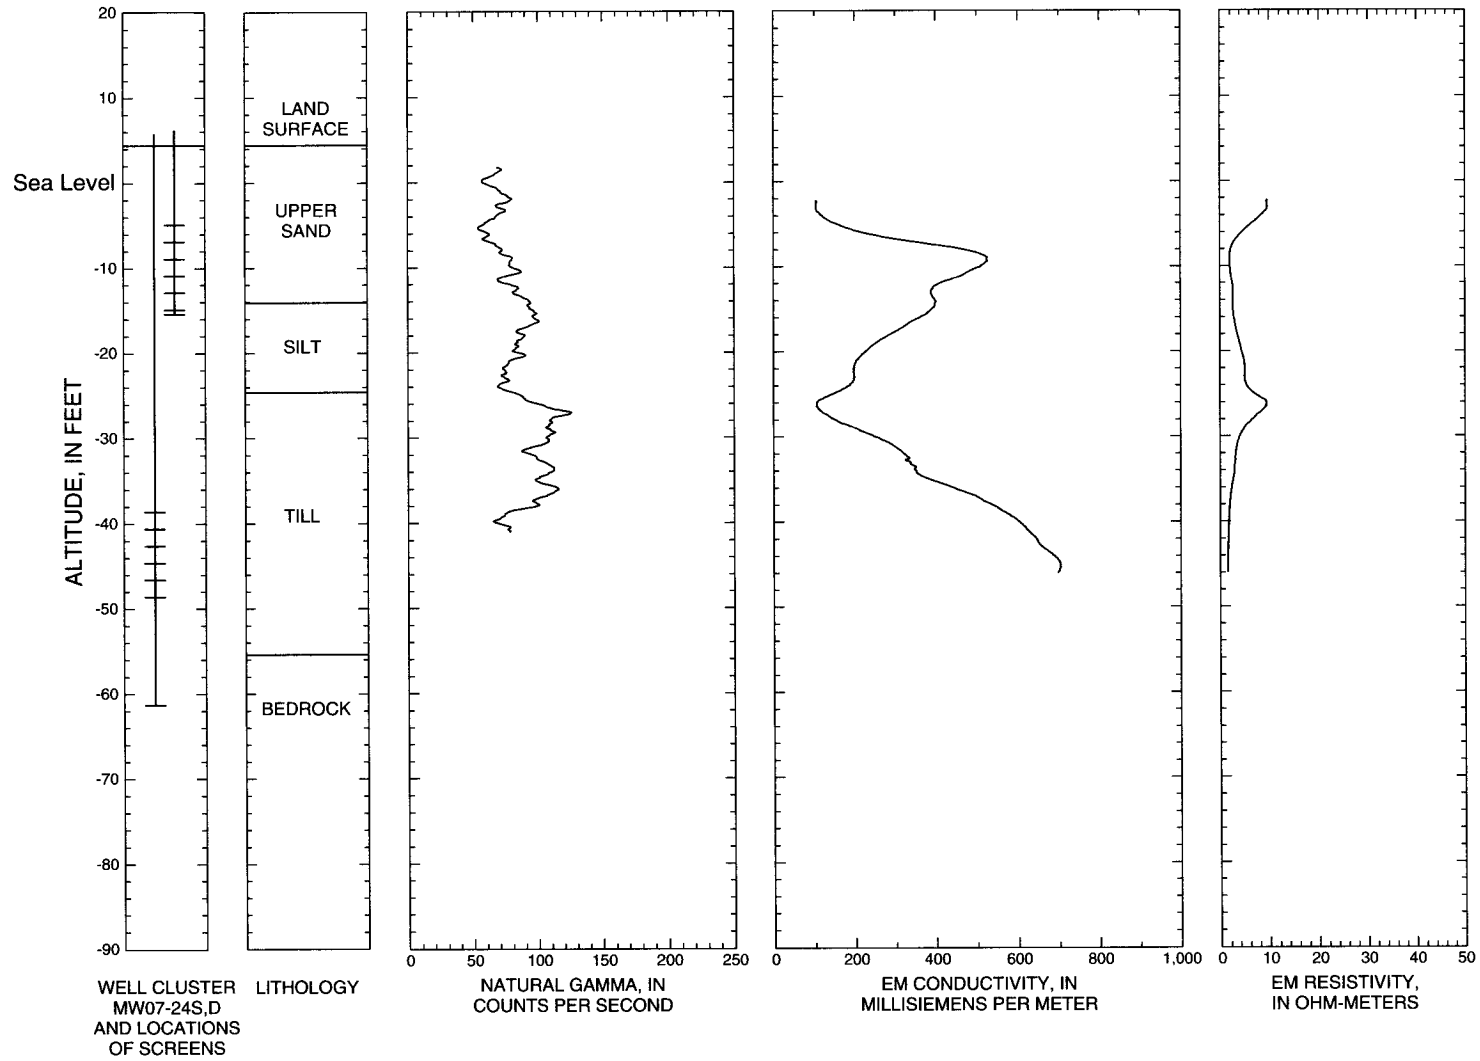 20
10
Sea Level
-10
-20
-30
-40
-50
-60
-70
-80
-90
ALTITUDE, IN FEET
LAND
SURFACE
UPPER
SAND
SILT
TILL
BEDROCK
0 50 100 150 200 250
0 200 400 600 800 1,000
0 10 20 30 40 50
WELL CLUSTER
MW07-24S,D
AND LOCATIONS
OF SCREENS
LITHOLOGY
NATURAL GAMMA, IN
COUNTS PER SECOND
EM CONDUCTIVITY, IN
MILLISIEMENS PER METER
EM RESISTIVITY,
IN OHM-METERS